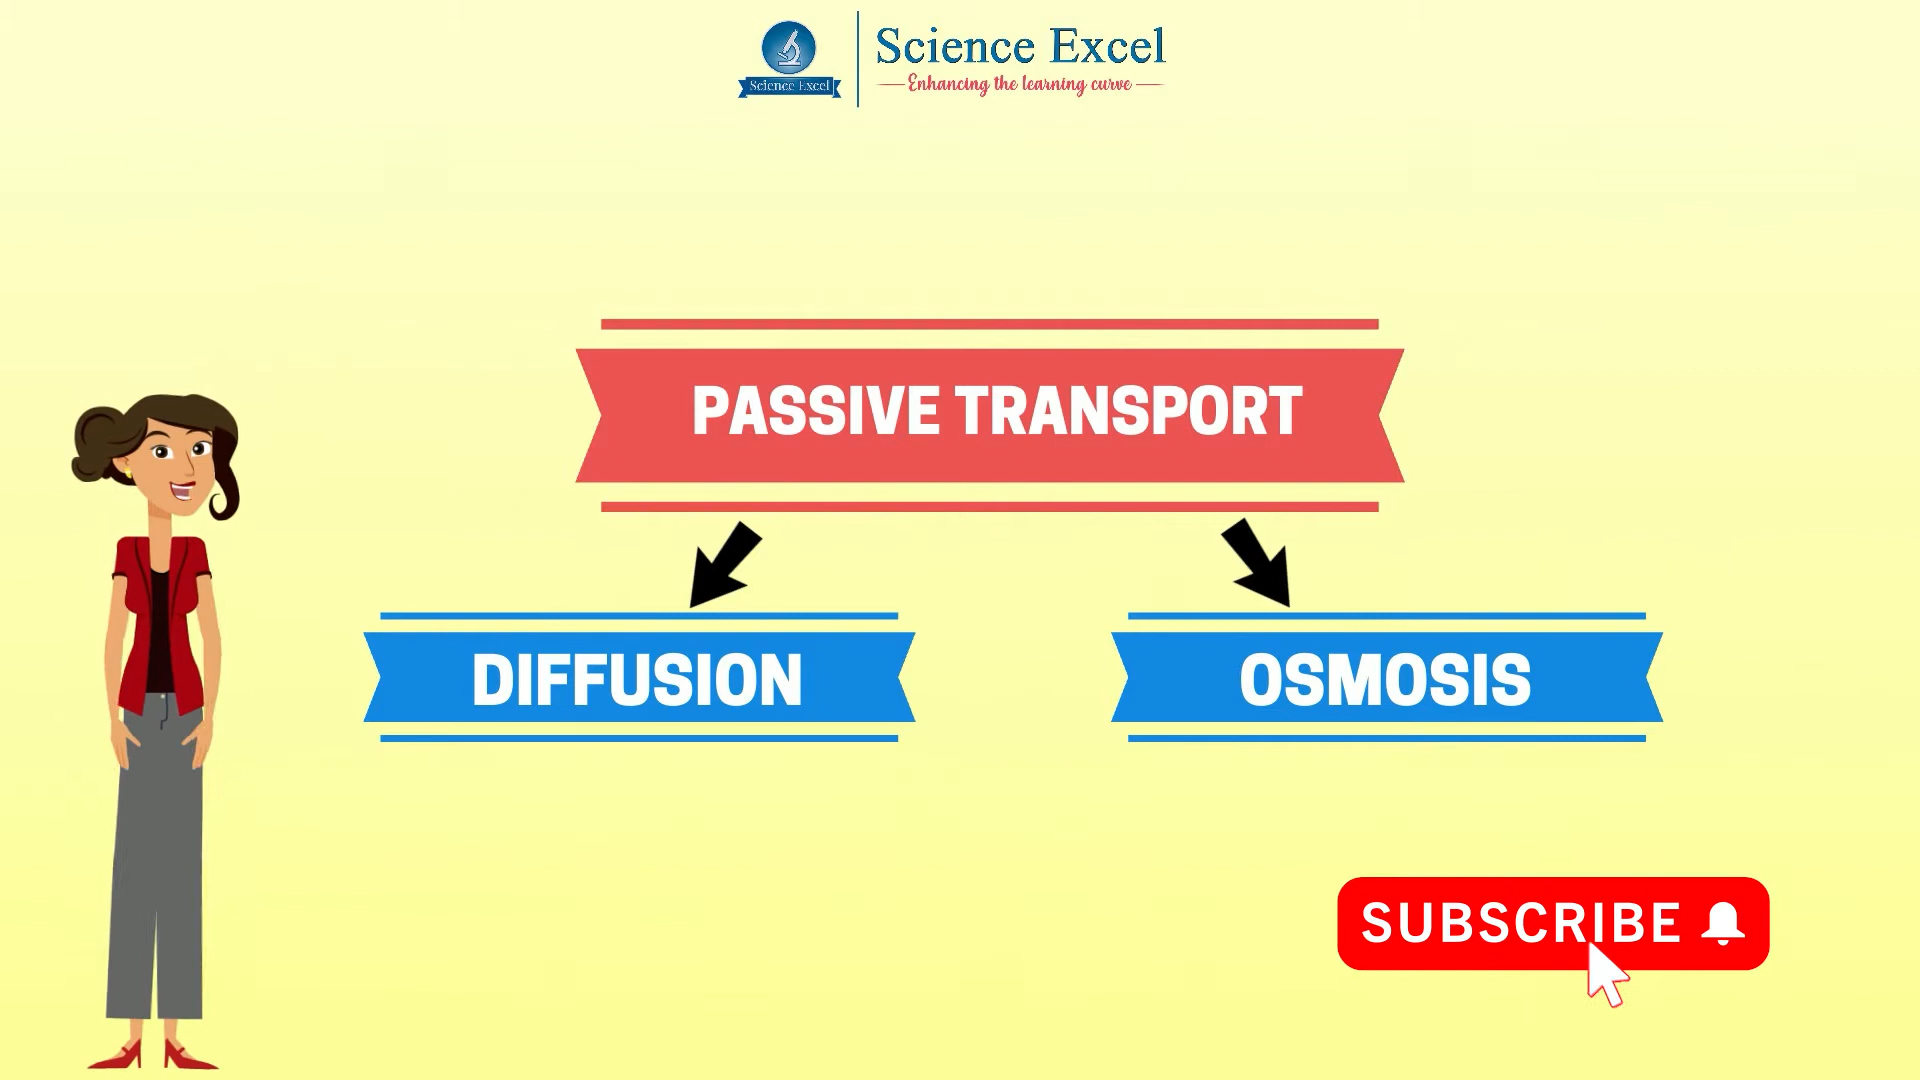 Science Excel
Science Excel
Enhancing the learning curve
PASSIVE TRANSPORT
DIFFUSION
OSMOSIS
SUBSCRIBE